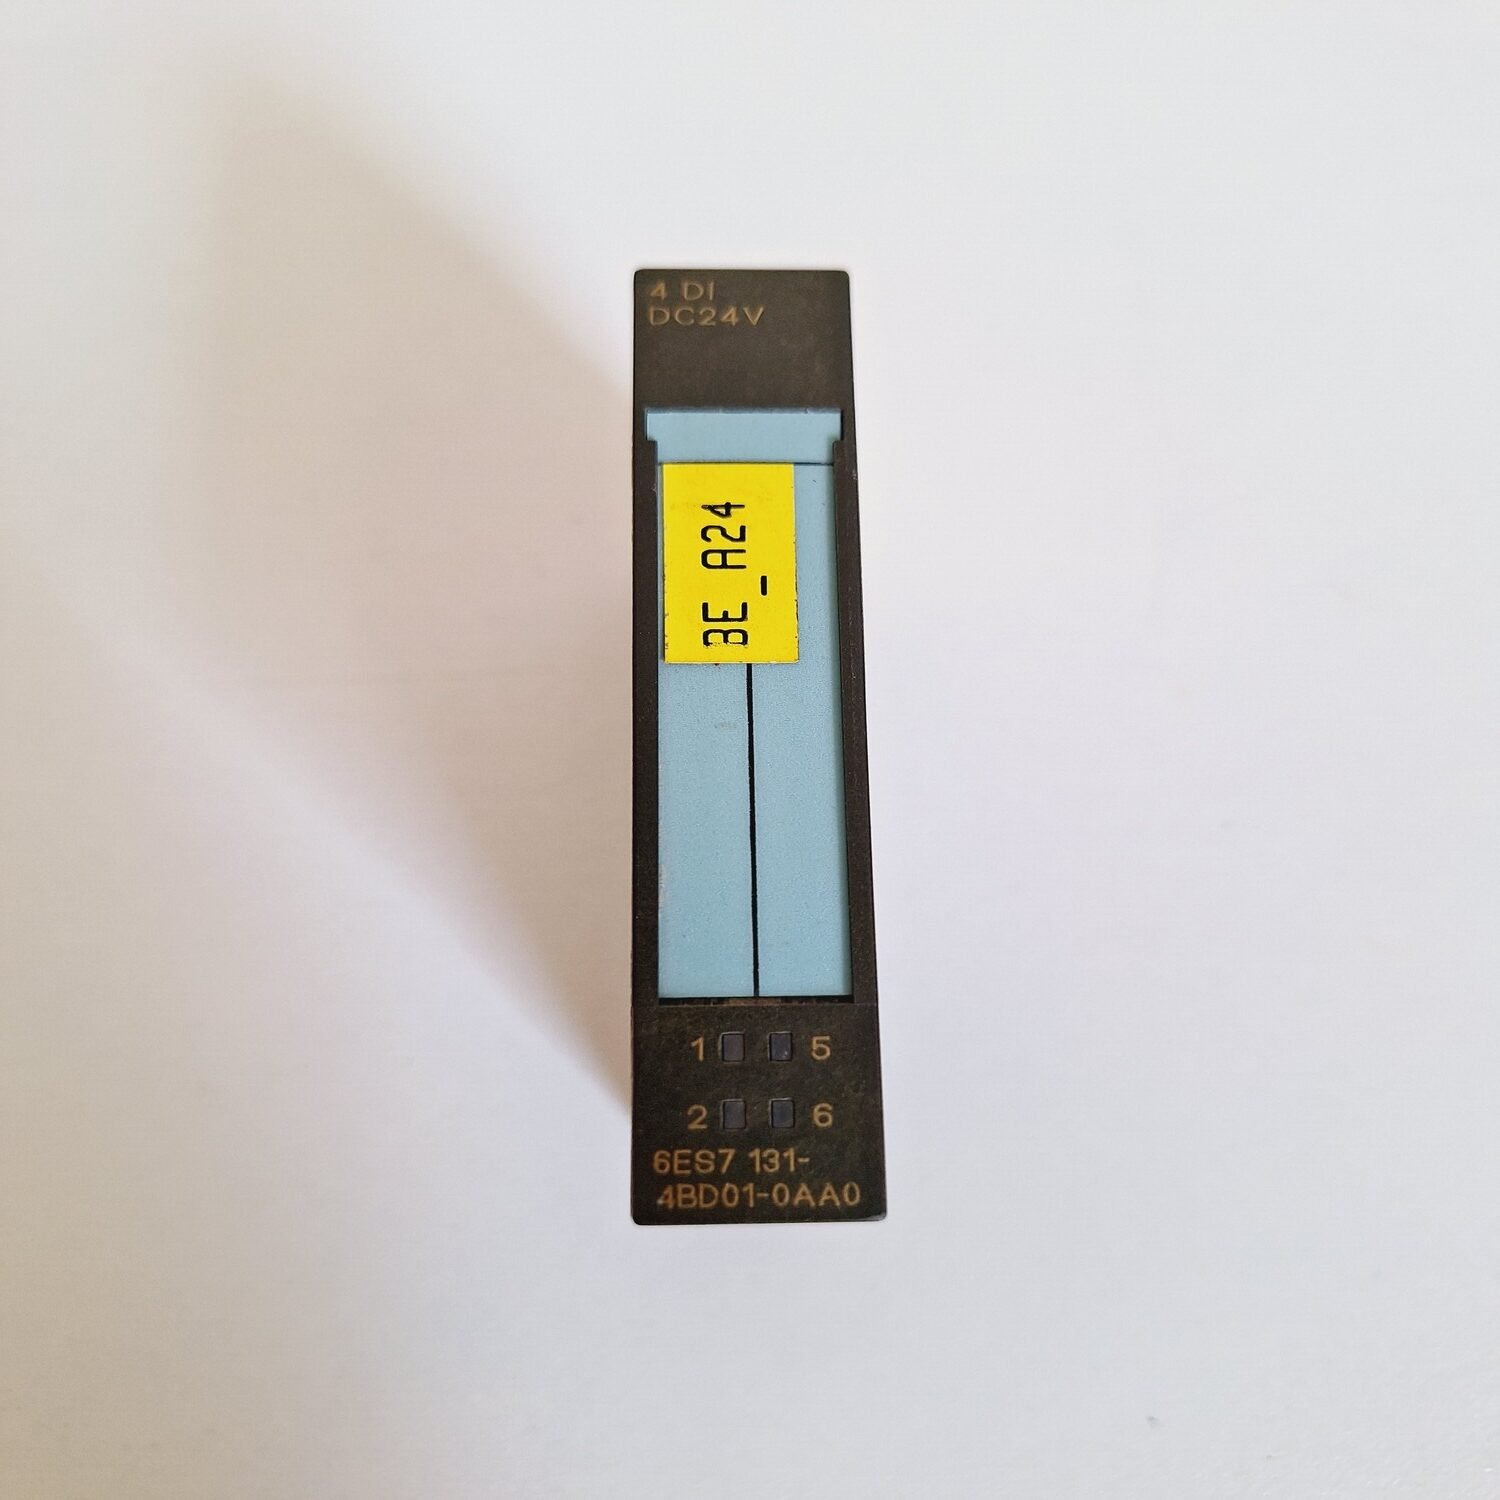 4 DI
DC24V
BE_A24
1 5
2 6
6ES7 131-
4BD01-0AA0